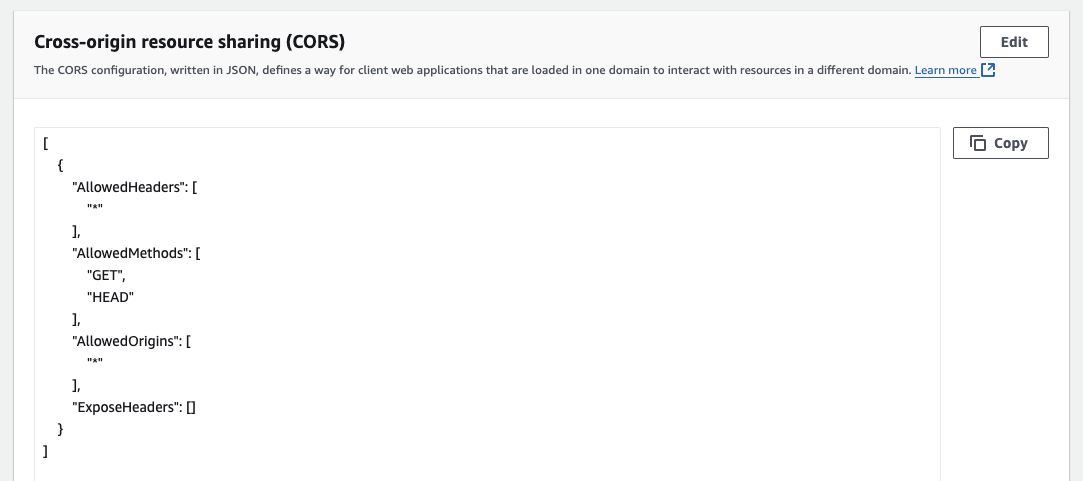 Cross-origin resource sharing (CORS)
Edit
The CORS configuration, written in JSON, defines a way for client web applications that are loaded in one domain to interact with resources in a different domain. Learn more
Copy
[
  {
    "AllowedHeaders": [
      "*"
    ],
    "AllowedMethods": [
      "GET",
      "HEAD"
    ],
    "AllowedOrigins": [
      "*"
    ],
    "ExposeHeaders": []
  }
]